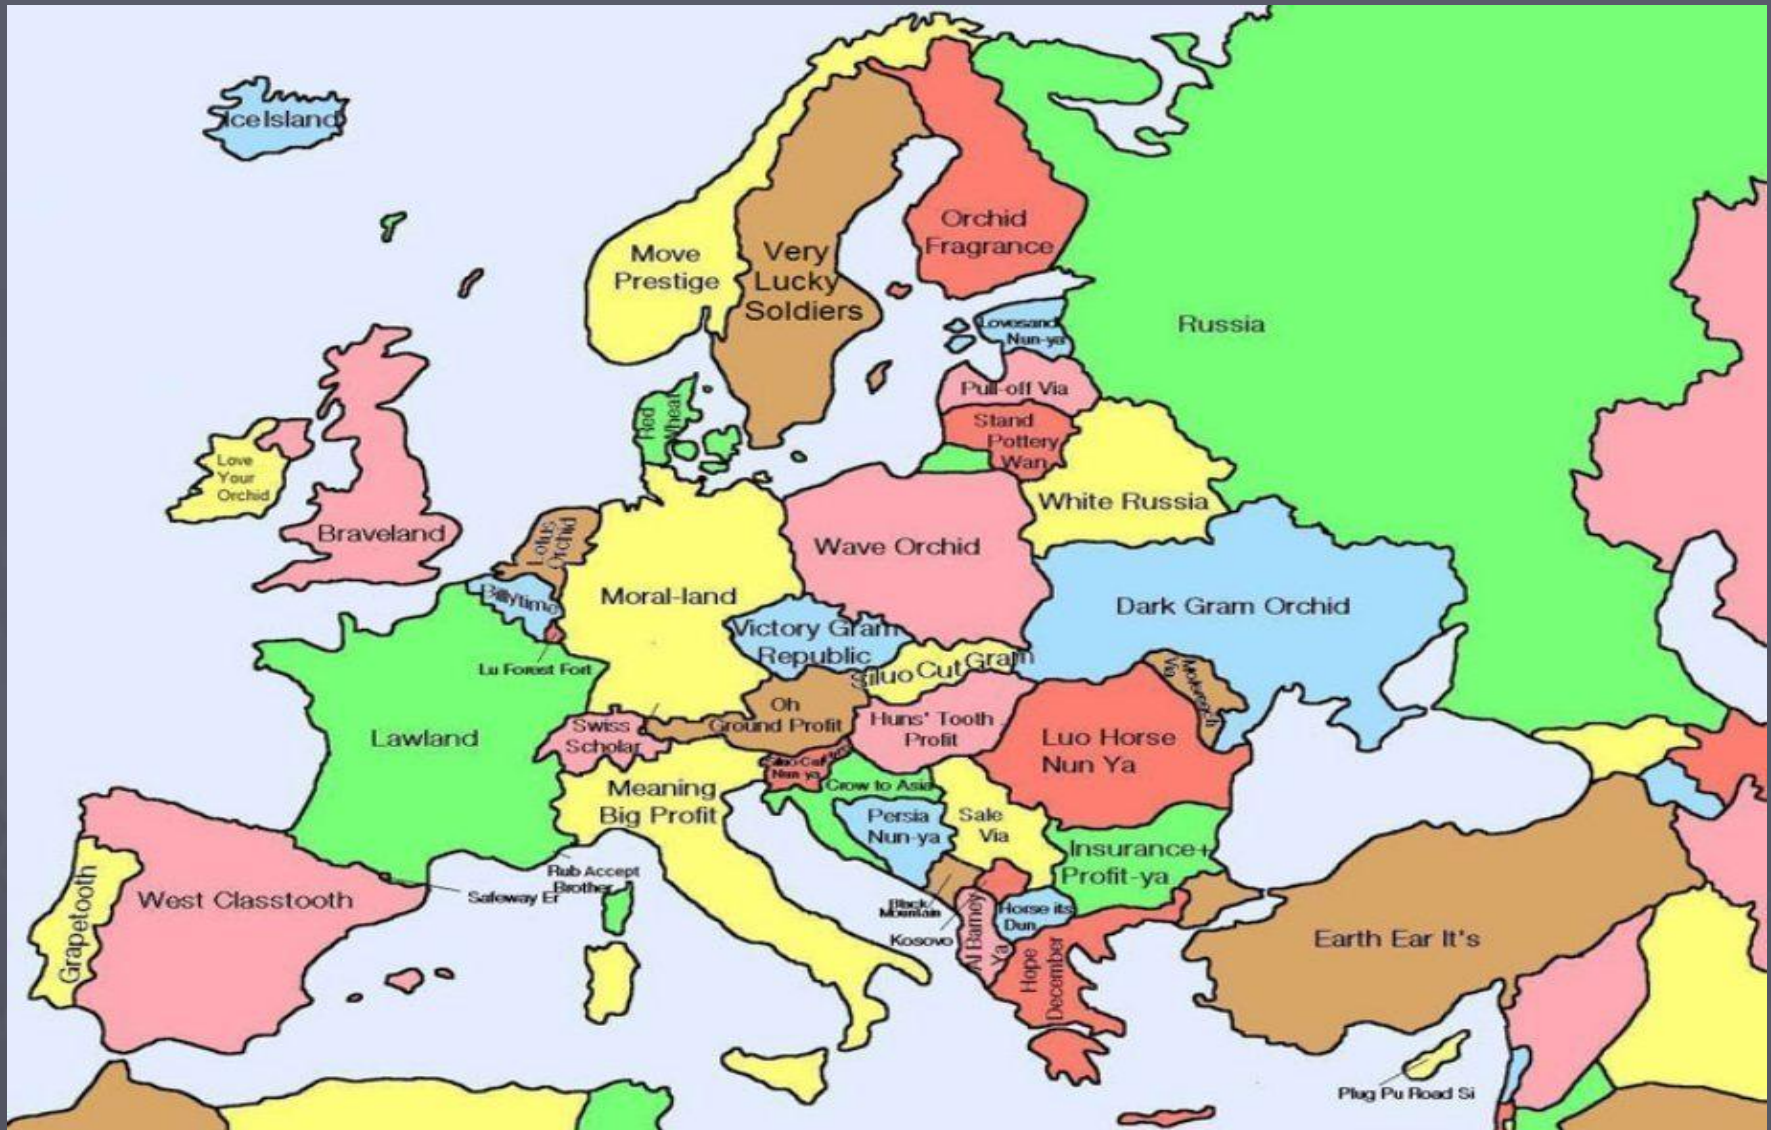 Ice Island
Move
Prestige
Very
Lucky
Soldiers
Orchid
Fragrance
Russia
Lovesand
Nun-ya
Pull-off Via
Stand
Pottery
Wan
Red
Wheat
Love
Your
Orchid
Braveland
White Russia
Lotus
Orchid
Wave Orchid
Billytime
Moral-land
Dark Gram Orchid
Victory Gram
Republic
Lu Forest Fort
Siluo Cut Gram
Via
Oh
Ground Profit
Huns' Tooth
Profit
Swiss
Scholar
Lawland
Luo Horse
Nun Ya
Nun ya
Crow to Asia
Meaning
Big Profit
Persia
Nun-ya
Sale
Via
Insurance+
Profit-ya
Rub Accept
Brother
Safeway Er
West Classtooth
Grapetooth
Black
Mountain
Kosovo
Al Barney
Ya
Horse its
Dun
Hope
December
Earth Ear It's
Plug Pu Road Si